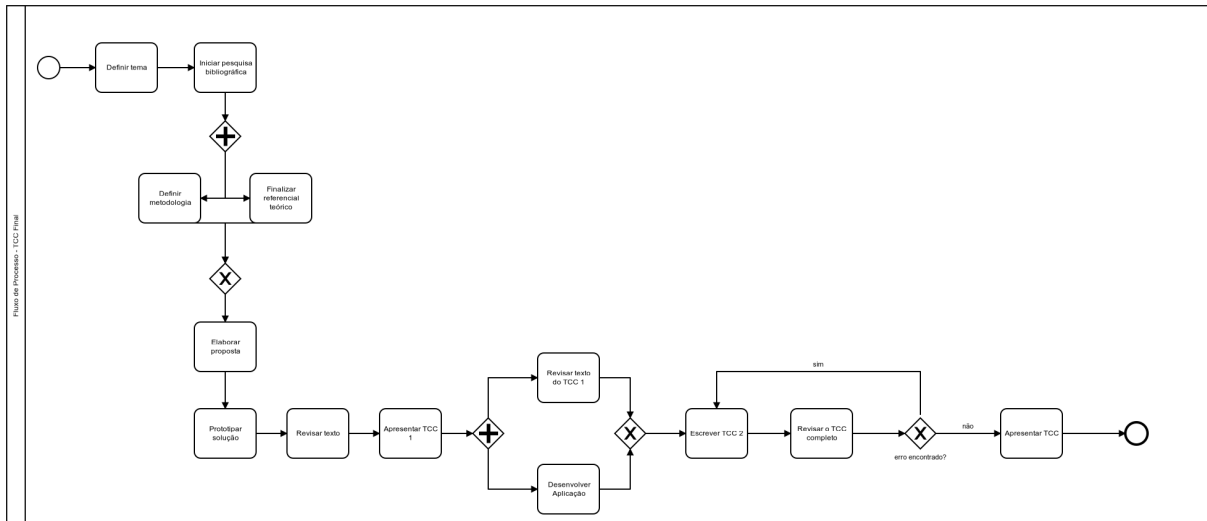 Fluxo de Processo - TCC Final
Definir tema
Iniciar pesquisa
bibliográfica
Definir
metodologia
Finalizar
referencial
teórico
X
Elaborar
proposta
Prototipar
solução
Revisar texto
Apresentar TCC
1
Revisar texto
do TCC 1
Desenvolver
Aplicação
X
Escrever TCC 2
Revisar o TCC
completo
sim
X
erro encontrado?
não
Apresentar TCC